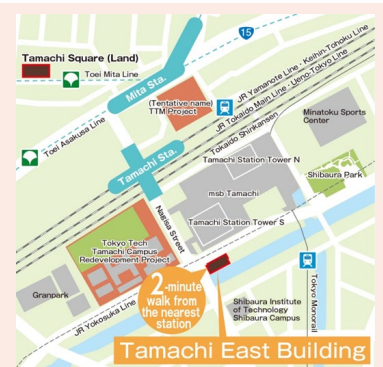 15
Tamachi Square (Land)
Toei Mita Line
Mita Sta.
JR Yamanote Line・Keihin-Tohoku Line
JR Tokaido Main Line・Ueno-Tokyo Line
Tokaido Shinkansen
(Tentative name)
TTM Project
Minatoku Sports
Center
Toei Asakusa Line
Tamachi Sta.
Tamachi Station Tower N
Shibaura Park
msb Tamachi
Nagisa Street
Tamachi Station Tower S
Tokyo Tech
Tamachi Campus
Redevelopment Project
Granpark
2-minute
walk from
the nearest
station
JR Yokosuka Line
Shibaura Institute
of Technology
Shibaura Campus
Tokyo Monorail
Tamachi East Building